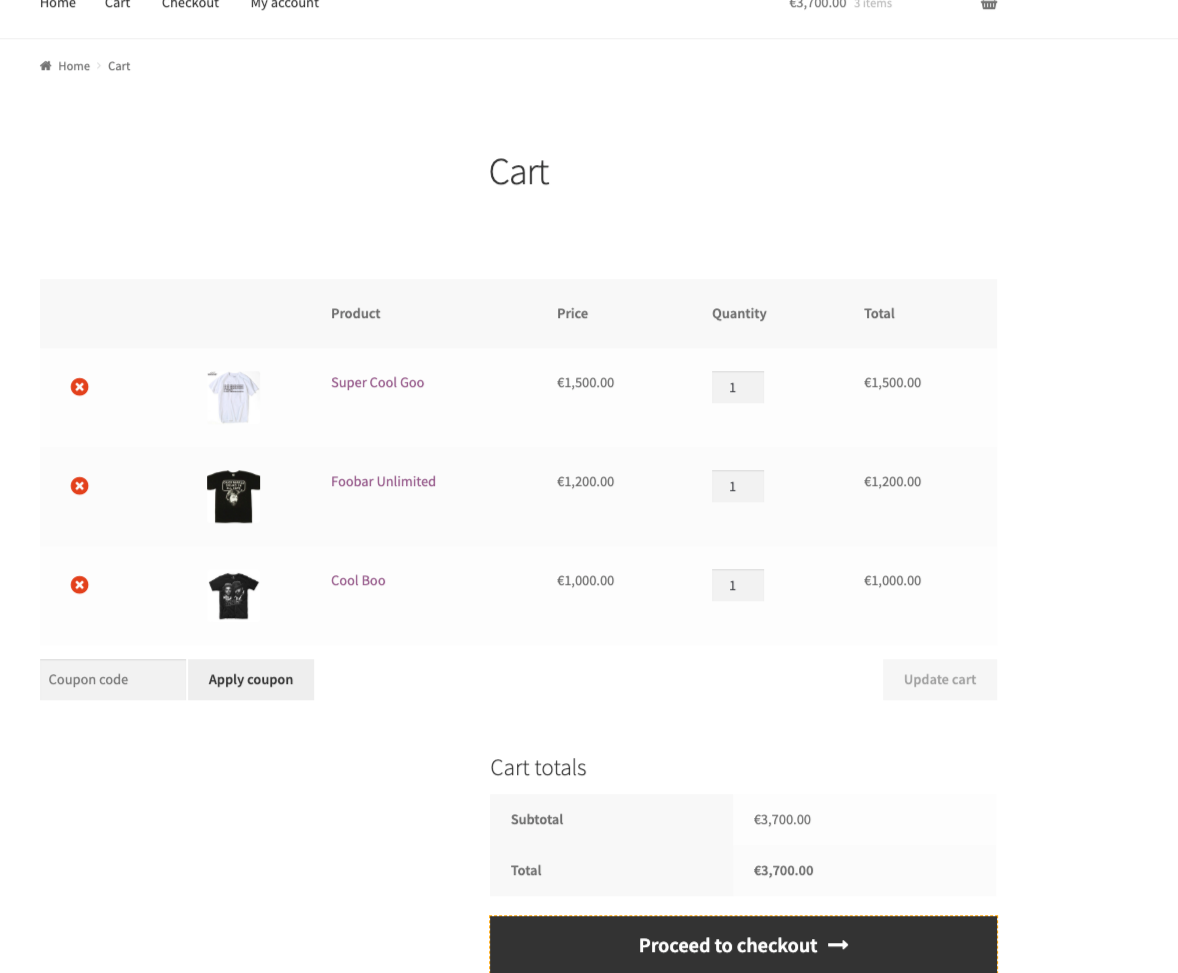 Home Cart Checkout My account €3,700.00 3 items
Home Cart
Cart
Product Price Quantity Total
Super Cool Goo €1,500.00 1 €1,500.00
Foobar Unlimited €1,200.00 1 €1,200.00
Cool Boo €1,000.00 1 €1,000.00
Coupon code Apply coupon Update cart
Cart totals
Subtotal €3,700.00
Total €3,700.00
Proceed to checkout →